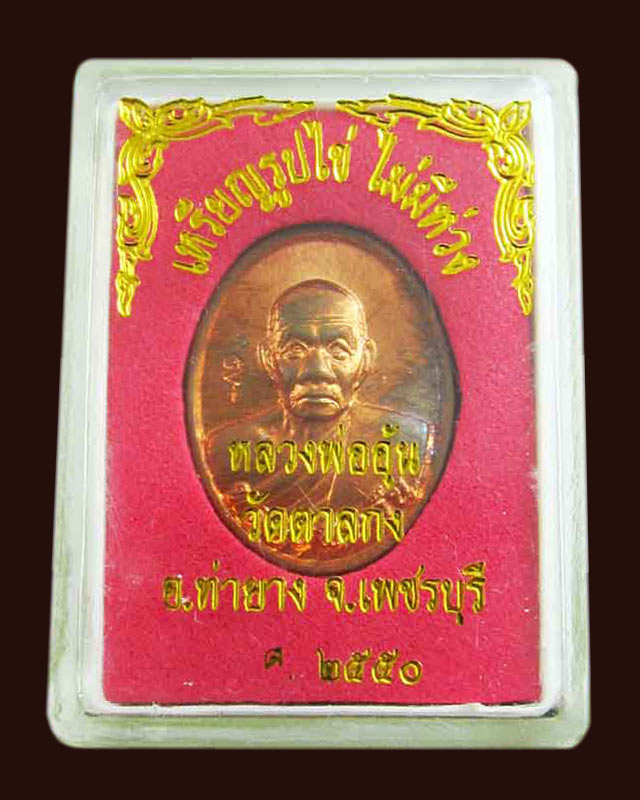 เหรียญรูปไข่ ไม่มีห่วง
หลวงพ่ออุ้น
วัดตาลกง
อ.ท่ายาง จ.เพชรบุรี
๒๕๕๐